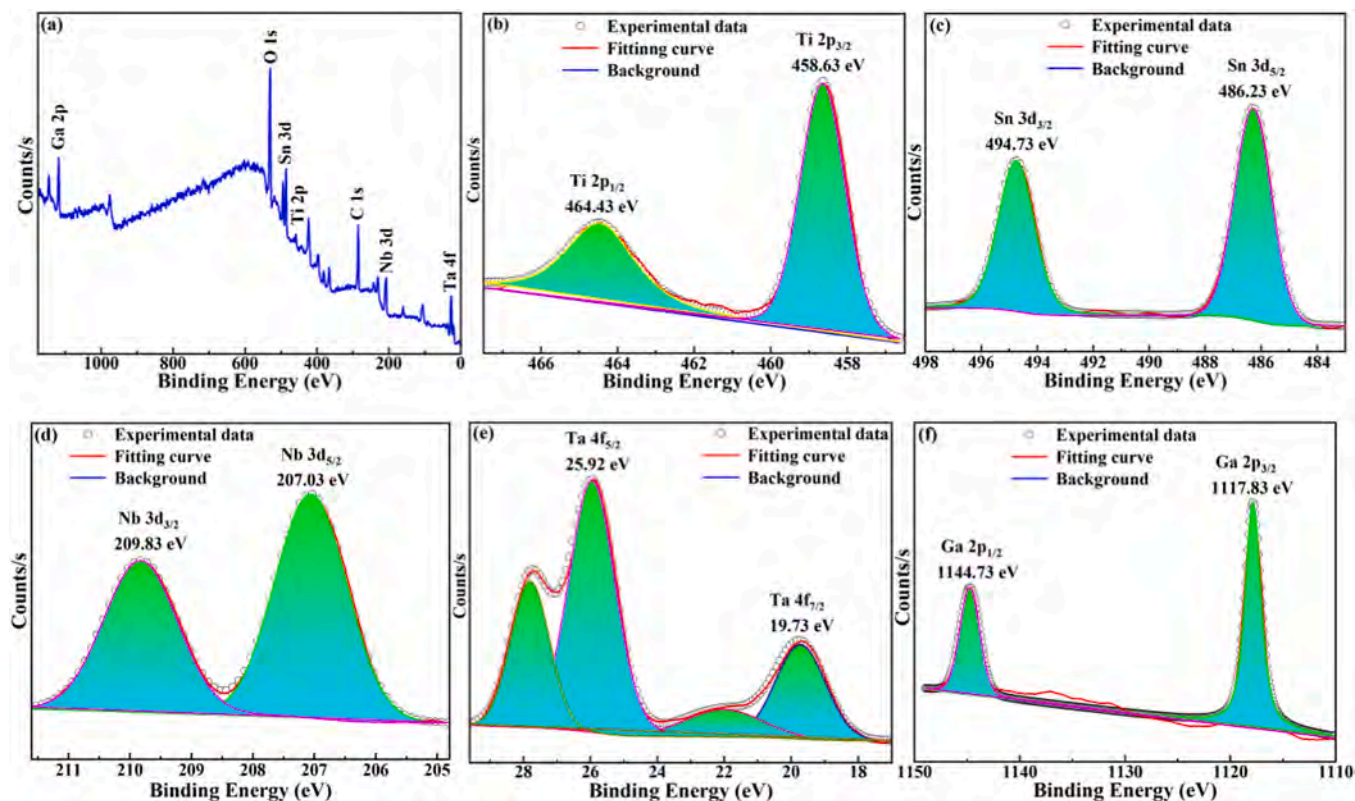 (a)
Ga 2p
O 1s
Sn 3d
Ti 2p
C 1s
Nb 3d
Ta 4f
Counts/s
1000 800 600 400 200 0
Binding Energy (eV)
(b)
Experimental data
Fittinng curve
Background
Ti 2p3/2
458.63 eV
Ti 2p1/2
464.43 eV
Counts/s
466 464 462 460 458
Binding Energy (eV)
(c)
Experimental data
Fitting curve
Background
Sn 3d5/2
486.23 eV
Sn 3d3/2
494.73 eV
Counts/s
498 496 494 492 490 488 486 484
Binding Energy (eV)
(d)
Experimental data
Fitting curve
Background
Nb 3d5/2
207.03 eV
Nb 3d3/2
209.83 eV
Counts/s
211 210 209 208 207 206 205
Binding Energy (eV)
(e)
Experimental data
Fitting curve
Background
Ta 4f5/2
25.92 eV
Ta 4f7/2
19.73 eV
Counts/s
28 26 24 22 20 18
Binding Energy (eV)
(f)
Experimental data
Fitting curve
Background
Ga 2p3/2
1117.83 eV
Ga 2p1/2
1144.73 eV
Counts/s
1150 1140 1130 1120 1110
Binding Energy (eV)